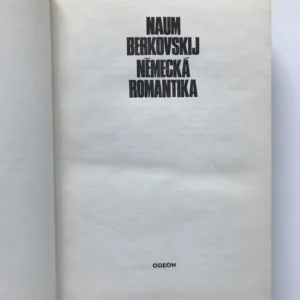 NAUM
BERKOVSKIJ
NĚMECKÁ
ROMANTIKA
ODEON